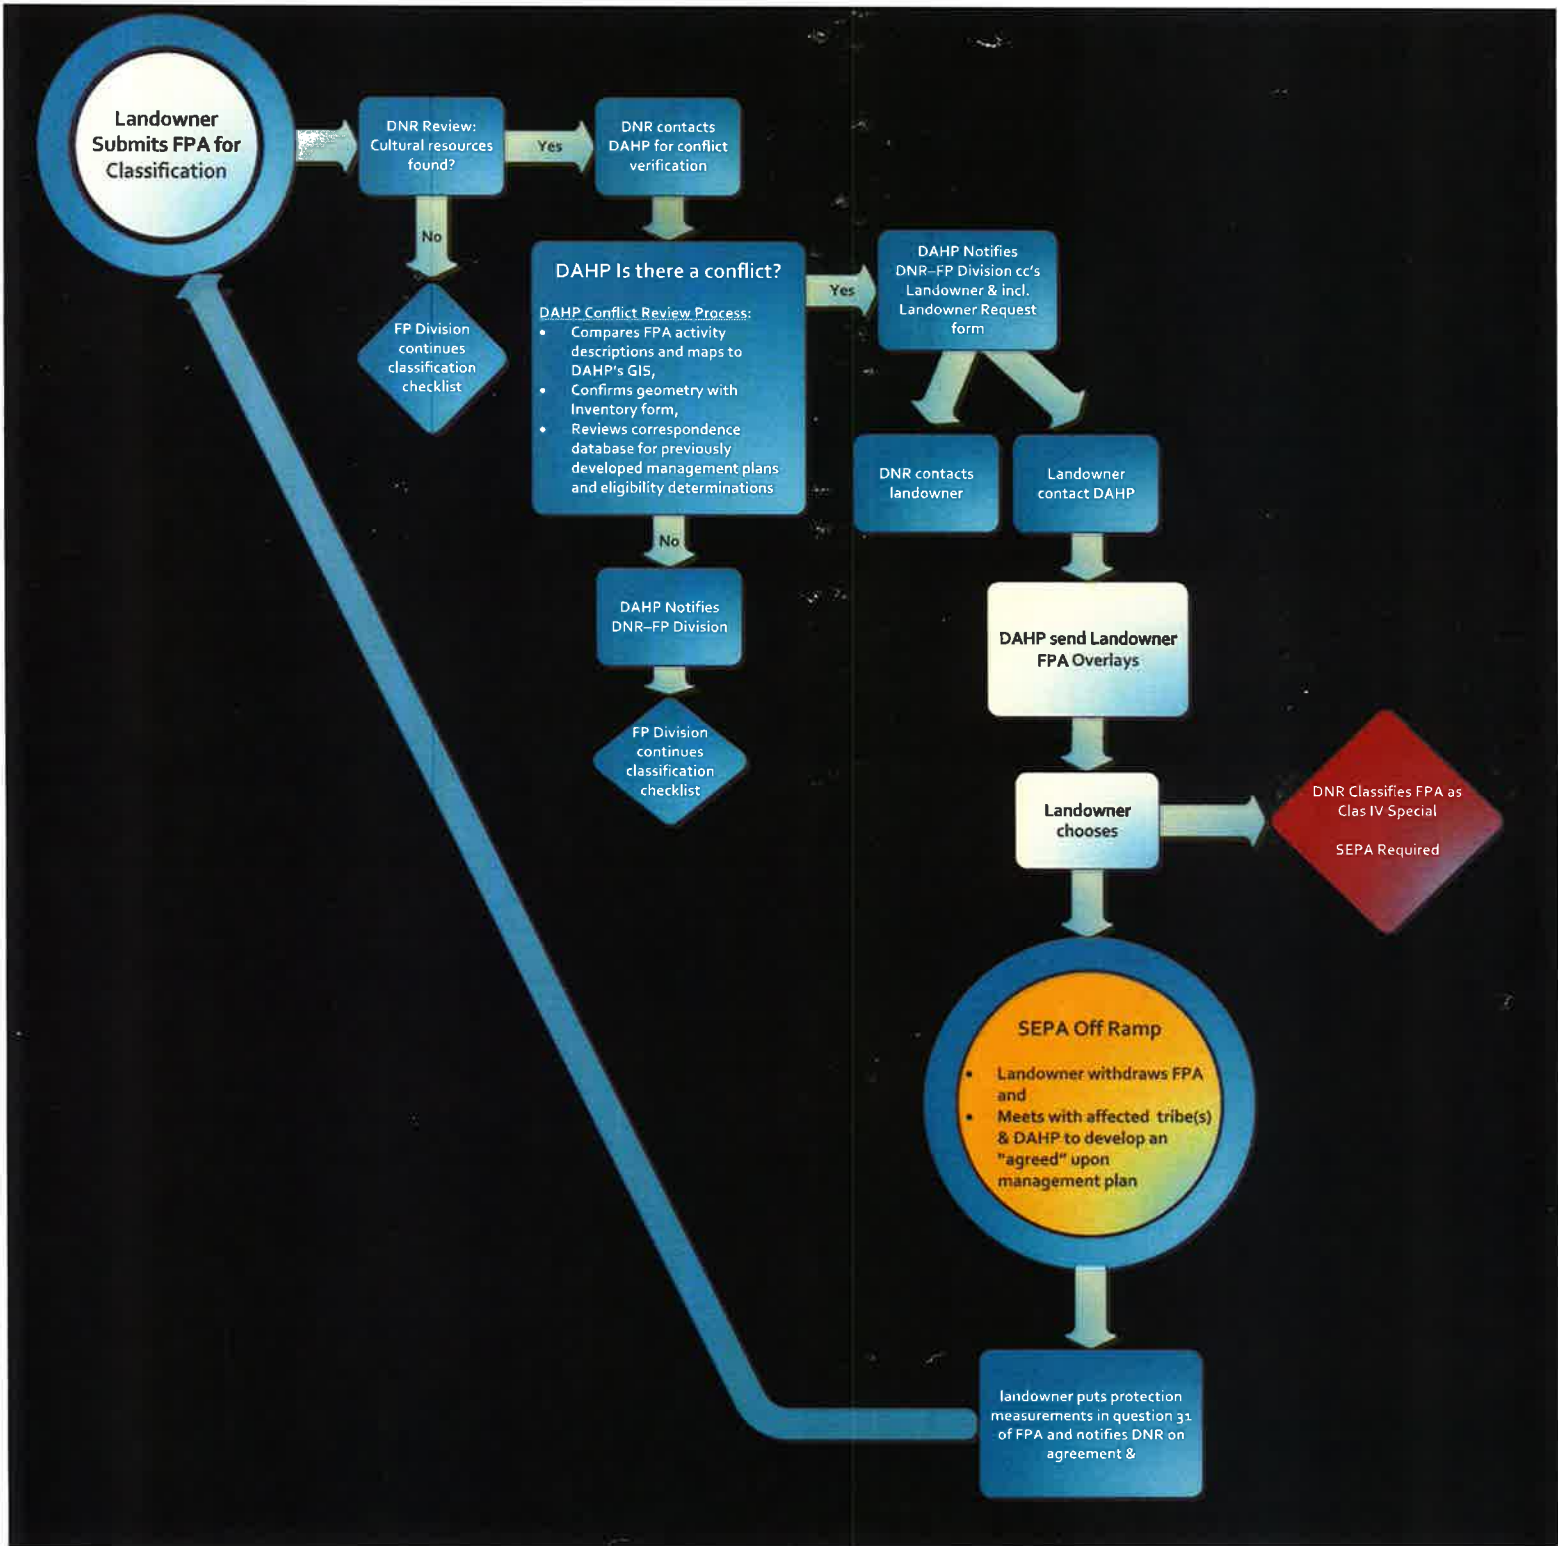 Landowner
Submits FPA for
Classification
DNR Review:
Cultural resources
found?
Yes
DNR contacts
DAHP for conflict
verification
No
FP Division
continues
classification
checklist
DAHP Is there a conflict?
DAHP Conflict Review Process:
• Compares FPA activity
descriptions and maps to
DAHP's GIS,
• Confirms geometry with
Inventory form,
• Reviews correspondence
database for previously
developed management plans
and eligibility determinations
Yes
DAHP Notifies
DNR–FP Division cc's
Landowner & incl.
Landowner Request
form
DNR contacts
landowner
Landowner
contact DAHP
No
DAHP Notifies
DNR–FP Division
FP Division
continues
classification
checklist
DAHP send Landowner
FPA Overlays
Landowner
chooses
DNR Classifies FPA as
Clas IV Special
SEPA Required
SEPA Off Ramp
• Landowner withdraws FPA
and
• Meets with affected tribe(s)
& DAHP to develop an
"agreed" upon
management plan
landowner puts protection
measurements in question 31
of FPA and notifies DNR on
agreement &